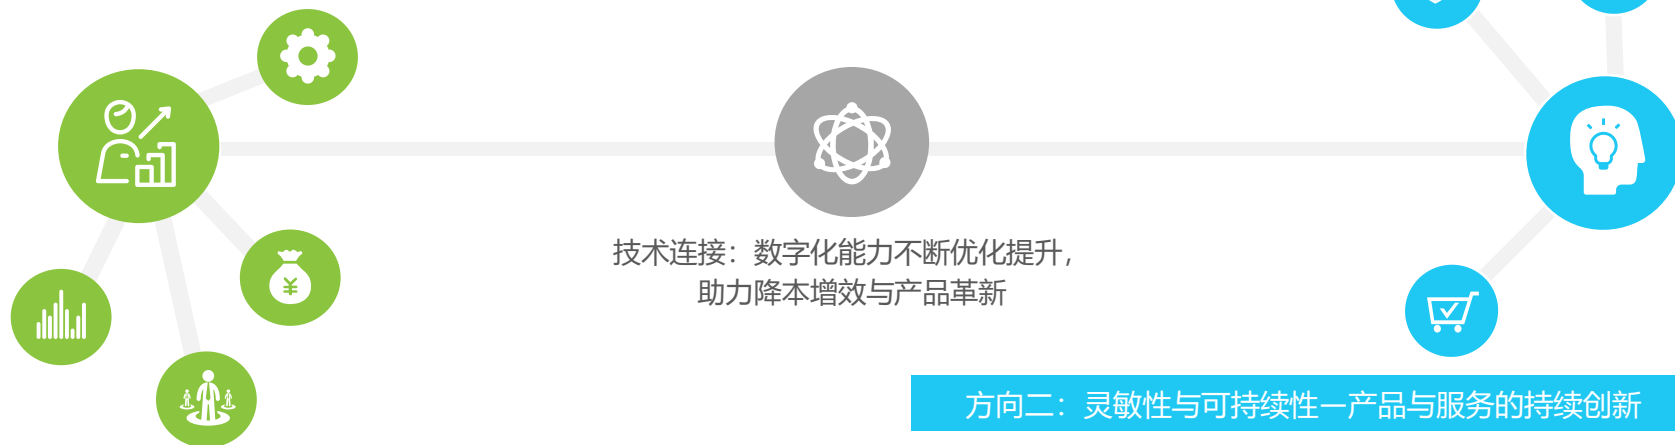 技术连接：数字化能力不断优化提升，
助力降本增效与产品革新
方向二：灵敏性与可持续性—产品与服务的持续创新